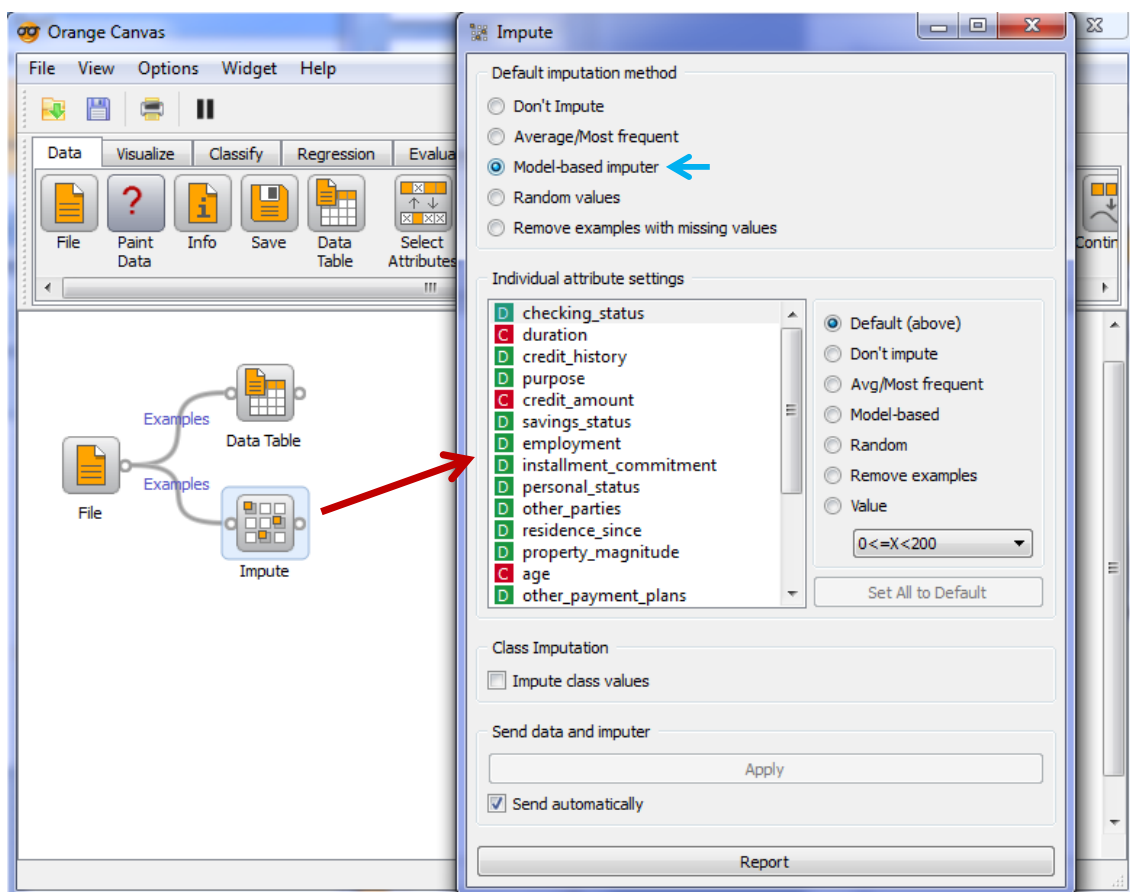 Orange Canvas
File View Options Widget Help
Data Visualize Classify Regression Evalua
File
Paint
Data
Info
Save
Data
Table
Select
Attributes
Contin
Examples
Data Table
Examples
File
Impute
Impute
Default imputation method
Don't Impute
Average/Most frequent
Model-based imputer
Random values
Remove examples with missing values
Individual attribute settings
D checking_status
C duration
D credit_history
D purpose
C credit_amount
D savings_status
D employment
D installment_commitment
D personal_status
D other_parties
D residence_since
D property_magnitude
C age
D other_payment_plans
Default (above)
Don't impute
Avg/Most frequent
Model-based
Random
Remove examples
Value
0<=X<200
Set All to Default
Class Imputation
Impute class values
Send data and imputer
Apply
Send automatically
Report